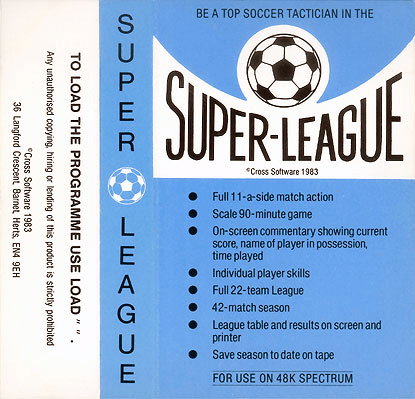 TO LOAD THE PROGRAMME USE LOAD " " .
Any unauthorised copying, hiring or lending of this product is strictly prohibited
©Cross Software 1983
36 Langford Crescent, Barnet, Herts, EN4 9EH
SUPER LEAGUE
BE A TOP SOCCER TACTICIAN IN THE
SUPER-LEAGUE
©Cross Software 1983
● Full 11-a-side match action
● Scale 90-minute game
● On-screen commentary showing current
score, name of player in possession,
time played
● Individual player skills
● Full 22-team League
● 42-match season
● League table and results on screen and
printer
● Save season to date on tape
FOR USE ON 48K SPECTRUM